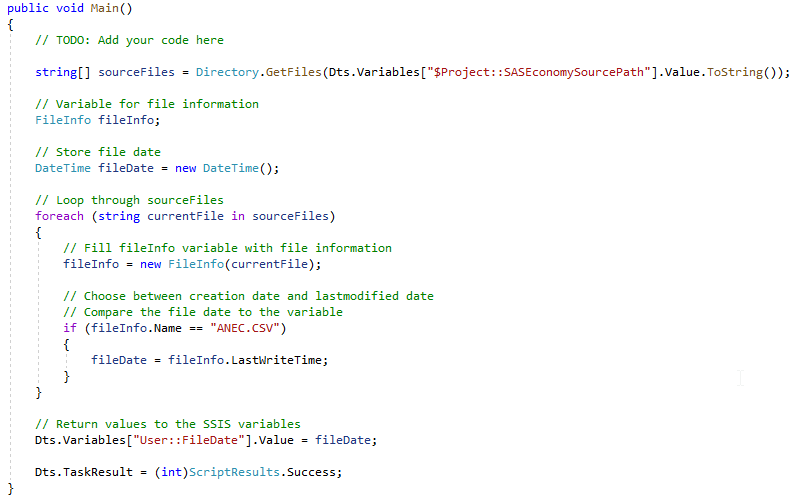 public void Main()
{
// TODO: Add your code here
string[] sourceFiles = Directory.GetFiles(Dts.Variables["$Project::SASEconomySourcePath"].Value.ToString());
// Variable for file information
FileInfo fileInfo;
// Store file date
DateTime fileDate = new DateTime();
// Loop through sourceFiles
foreach (string currentFile in sourceFiles)
{
// Fill fileInfo variable with file information
fileInfo = new FileInfo(currentFile);
// Choose between creation date and lastmodified date
// Compare the file date to the variable
if (fileInfo.Name == "ANEC.CSV")
{
fileDate = fileInfo.LastWriteTime;
}
}
// Return values to the SSIS variables
Dts.Variables["User::FileDate"].Value = fileDate;
Dts.TaskResult = (int)ScriptResults.Success;
}